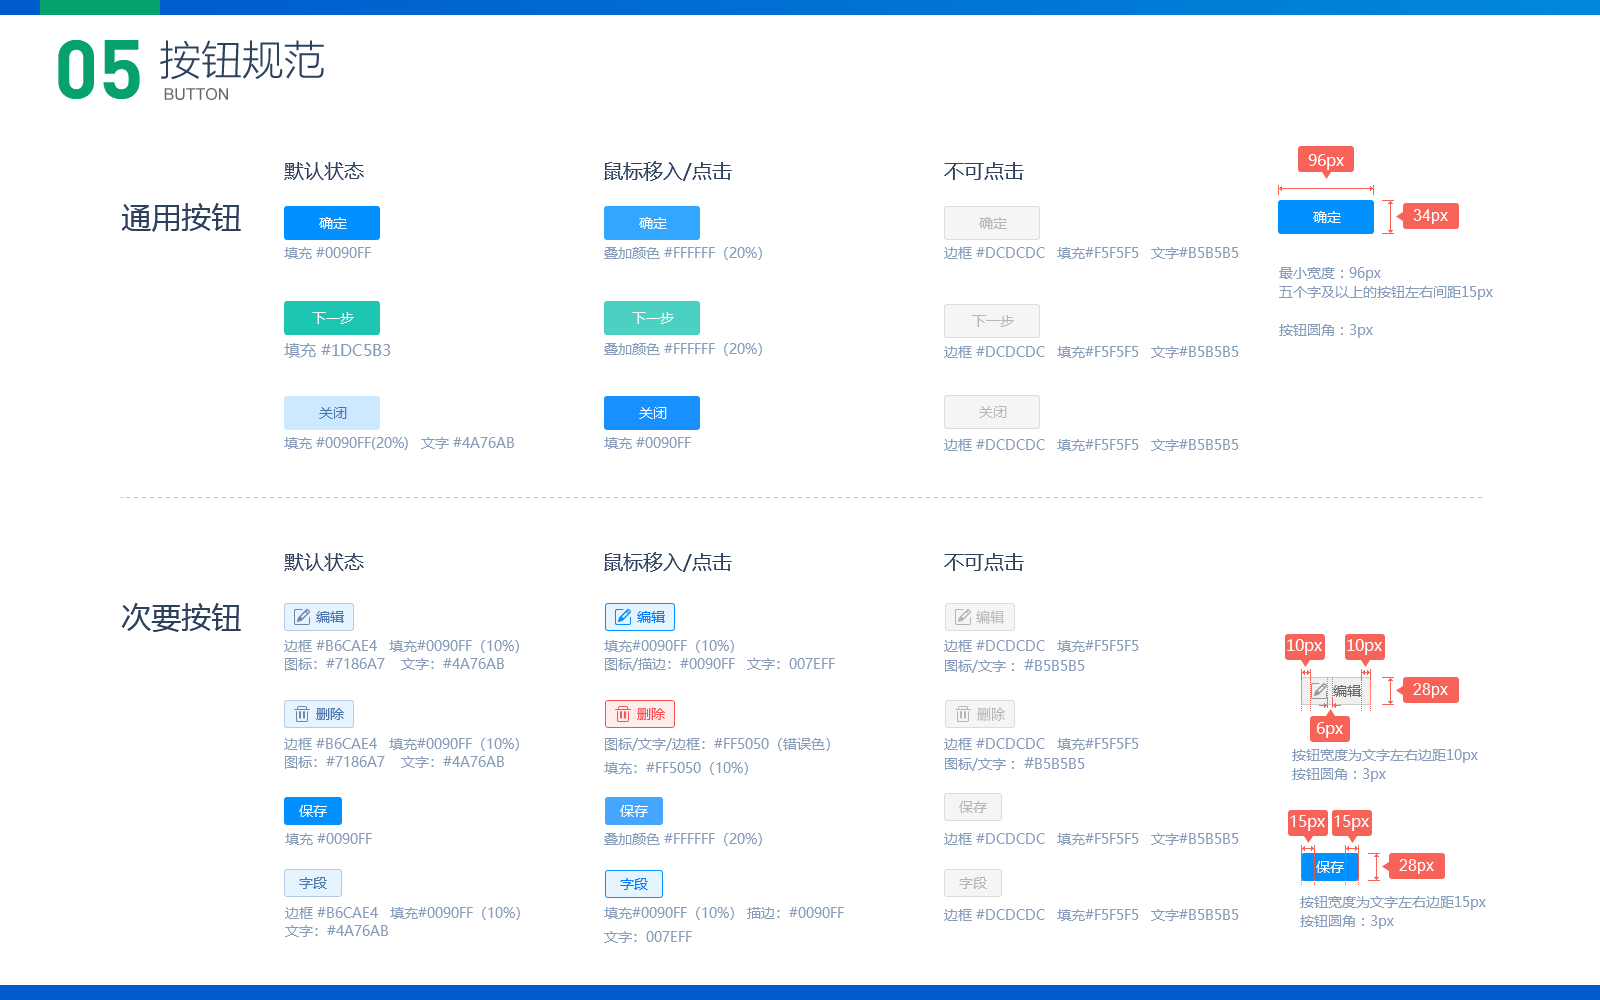 05 按钮规范
BUTTON
通用按钮
默认状态 鼠标移入/点击 不可点击
确定 确定 确定
填充 #0090FF 叠加颜色 #FFFFFF（20%） 边框 #DCDCDC 填充#F5F5F5 文字#B5B5B5
下一步 下一步 下一步
填充 #1DC5B3 叠加颜色 #FFFFFF（20%） 边框 #DCDCDC 填充#F5F5F5 文字#B5B5B5
关闭 关闭 关闭
填充 #0090FF(20%) 文字 #4A76AB 填充 #0090FF 边框 #DCDCDC 填充#F5F5F5 文字#B5B5B5
96px
确定 34px
最小宽度：96px
五个字及以上的按钮左右间距15px
按钮圆角：3px
次要按钮
默认状态 鼠标移入/点击 不可点击
编辑 编辑 编辑
边框 #B6CAE4 填充#0090FF（10%） 填充#0090FF（10%） 边框 #DCDCDC 填充#F5F5F5
图标：#7186A7 文字：#4A76AB 图标/描边：#0090FF 文字：007EFF 图标/文字：#B5B5B5
删除 删除 删除
边框 #B6CAE4 填充#0090FF（10%） 图标/文字/边框：#FF5050（错误色） 边框 #DCDCDC 填充#F5F5F5
图标：#7186A7 文字：#4A76AB 填充：#FF5050（10%） 图标/文字：#B5B5B5
保存 保存 保存
填充 #0090FF 叠加颜色 #FFFFFF（20%） 边框 #DCDCDC 填充#F5F5F5 文字#B5B5B5
字段 字段 字段
边框 #B6CAE4 填充#0090FF（10%） 填充#0090FF（10%） 描边：#0090FF 边框 #DCDCDC 填充#F5F5F5 文字#B5B5B5
文字：#4A76AB 文字：007EFF
10px 10px
编辑 28px
6px
按钮宽度为文字左右边距10px
按钮圆角：3px
15px 15px
保存 28px
按钮宽度为文字左右边距15px
按钮圆角：3px